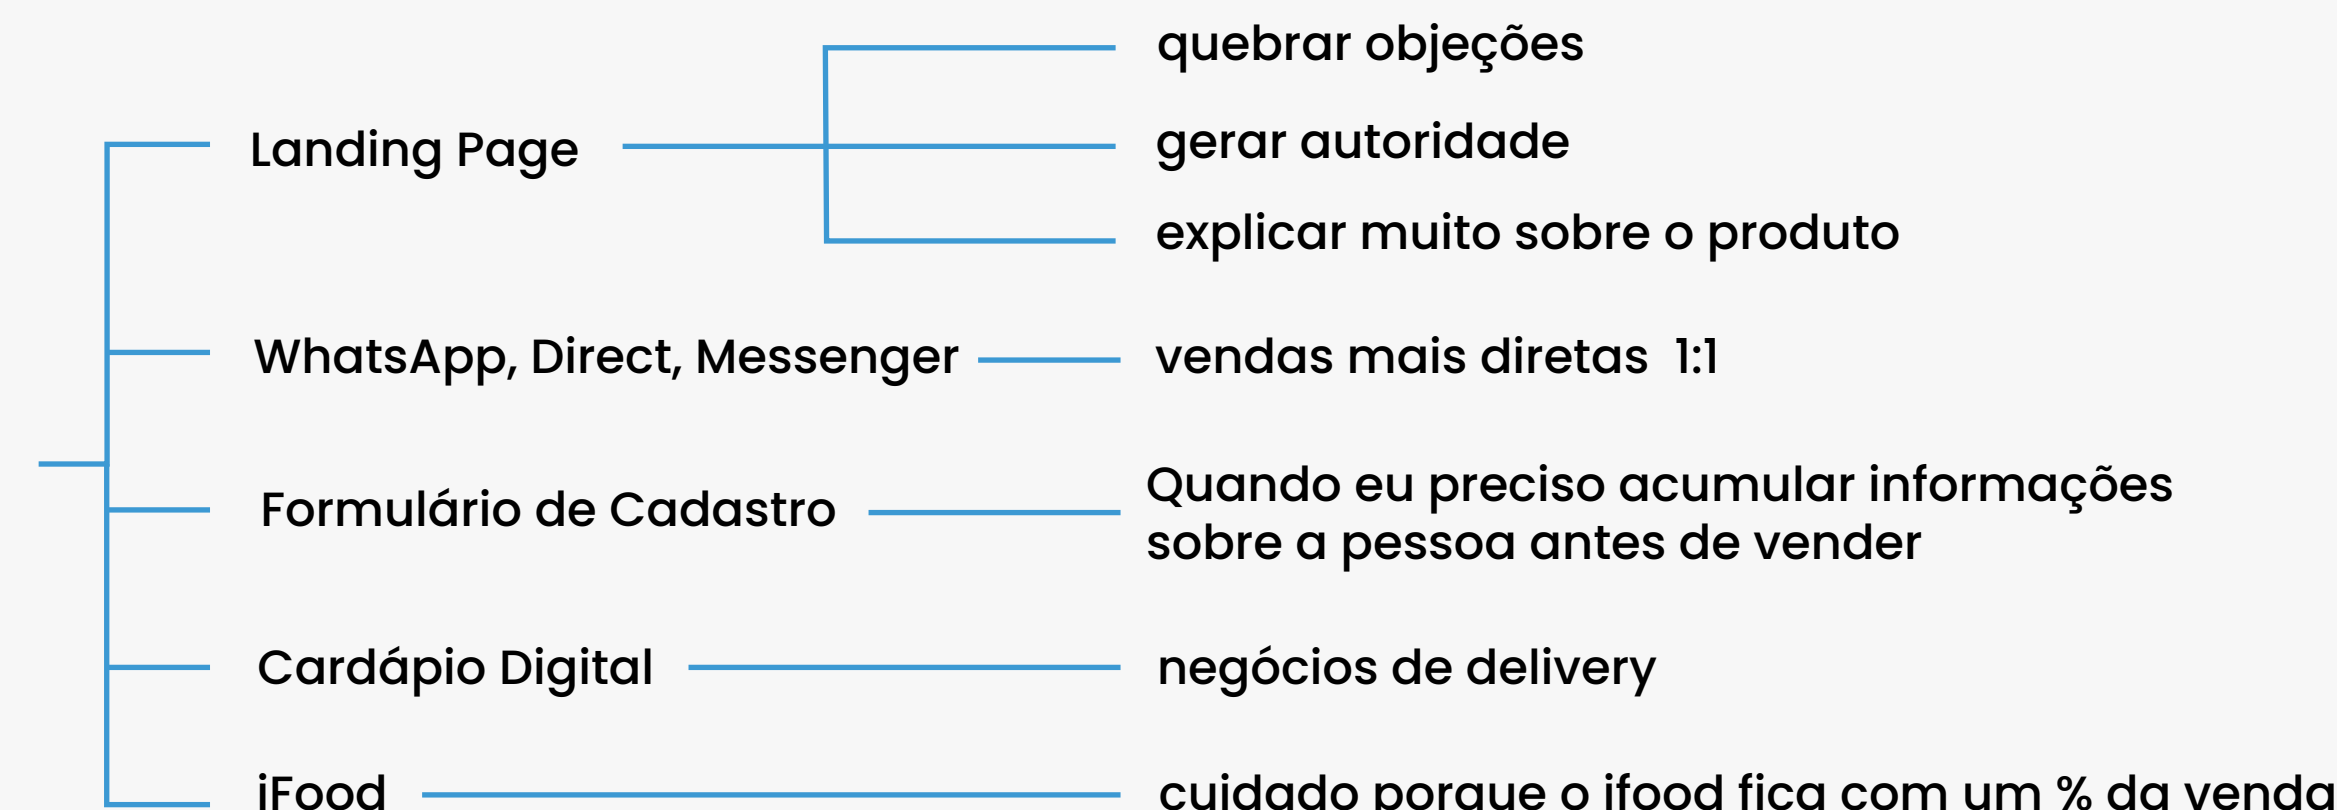 quebrar objeções
Landing Page
gerar autoridade
explicar muito sobre o produto
WhatsApp, Direct, Messenger
vendas mais diretas 1:1
Formulário de Cadastro
Quando eu preciso acumular informações
sobre a pessoa antes de vender
Cardápio Digital
negócios de delivery
iFood
cuidado porque o ifood fica com um % da venda